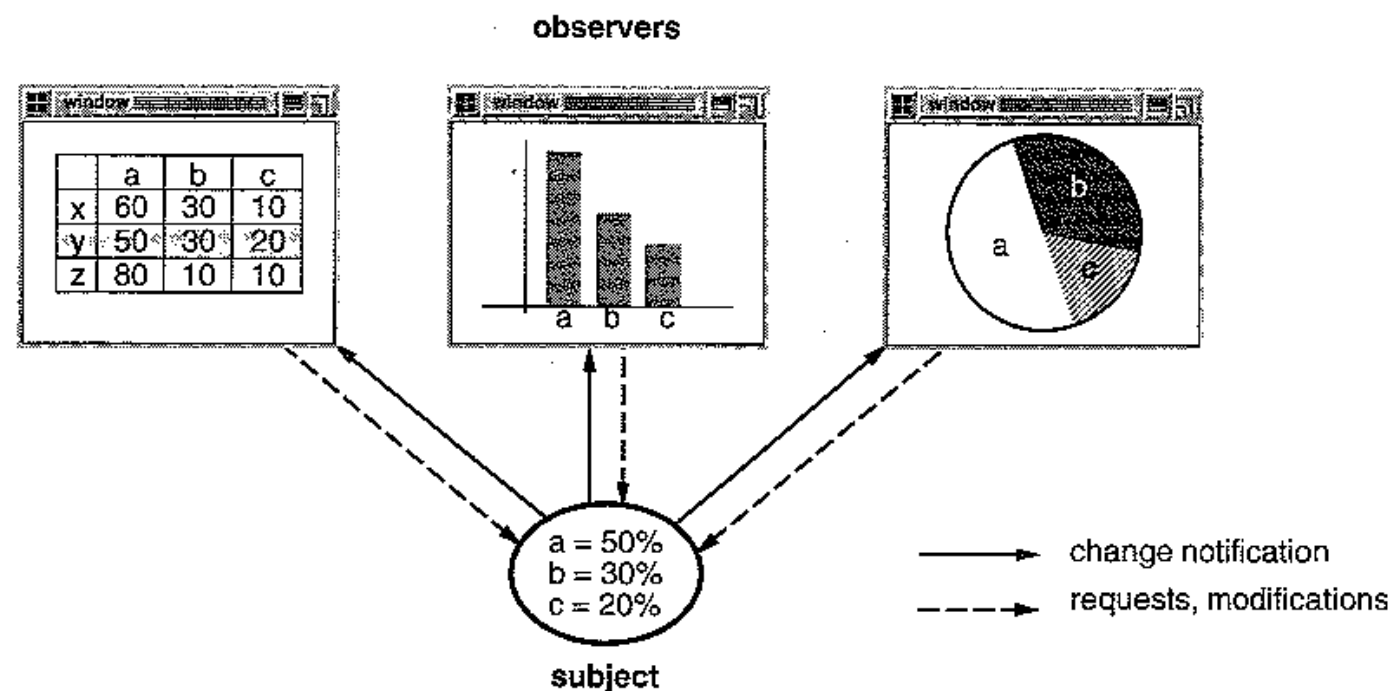 observers
window
window
window
a b c
x 60 30 10
y 50 30 20
z 80 10 10
a b c
a
b
c
a = 50%
b = 30%
c = 20%
subject
change notification
requests, modifications